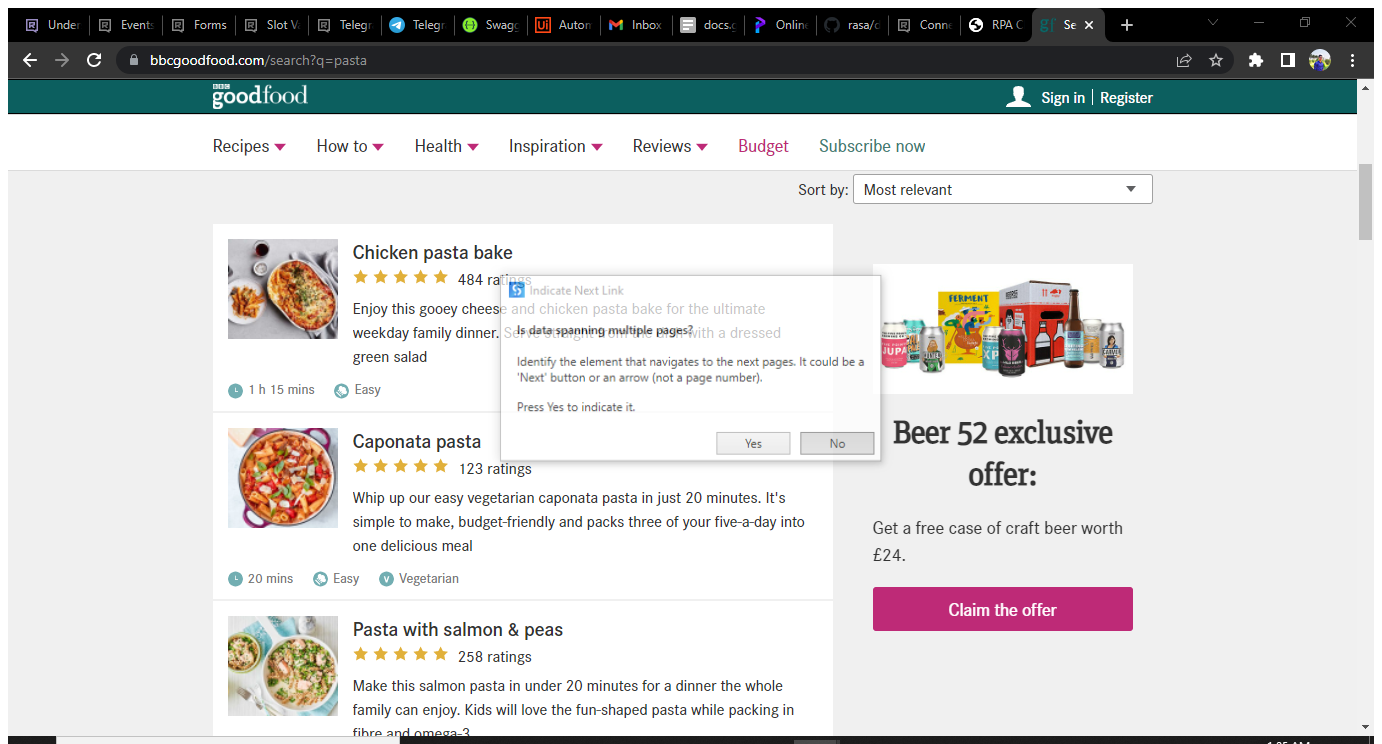 Under Events Forms Slot Va Telegr Telegr Swagg Autom Inbox docs.g Online rasa/d Conne RPA C gf Se
bbcgoodfood.com/search?q=pasta
BBC
goodfood
Sign in | Register
Recipes How to Health Inspiration Reviews Budget Subscribe now
Sort by: Most relevant
Chicken pasta bake
484 ratings
Enjoy this gooey cheese and chicken pasta bake for the ultimate
weekday family dinner. Serve straight from the dish with a dressed
green salad
1 h 15 mins Easy
Indicate Next Link
Is data spanning multiple pages?
Identify the element that navigates to the next pages. It could be a
'Next' button or an arrow (not a page number).
Press Yes to indicate it.
Yes No
Caponata pasta
123 ratings
Whip up our easy vegetarian caponata pasta in just 20 minutes. It's
simple to make, budget-friendly and packs three of your five-a-day into
one delicious meal
20 mins Easy V Vegetarian
Pasta with salmon & peas
258 ratings
Make this salmon pasta in under 20 minutes for a dinner the whole
family can enjoy. Kids will love the fun-shaped pasta while packing in
fibre and omega-3
FERMENT
JUPA
Beer 52 exclusive
offer:
Get a free case of craft beer worth
£24.
Claim the offer